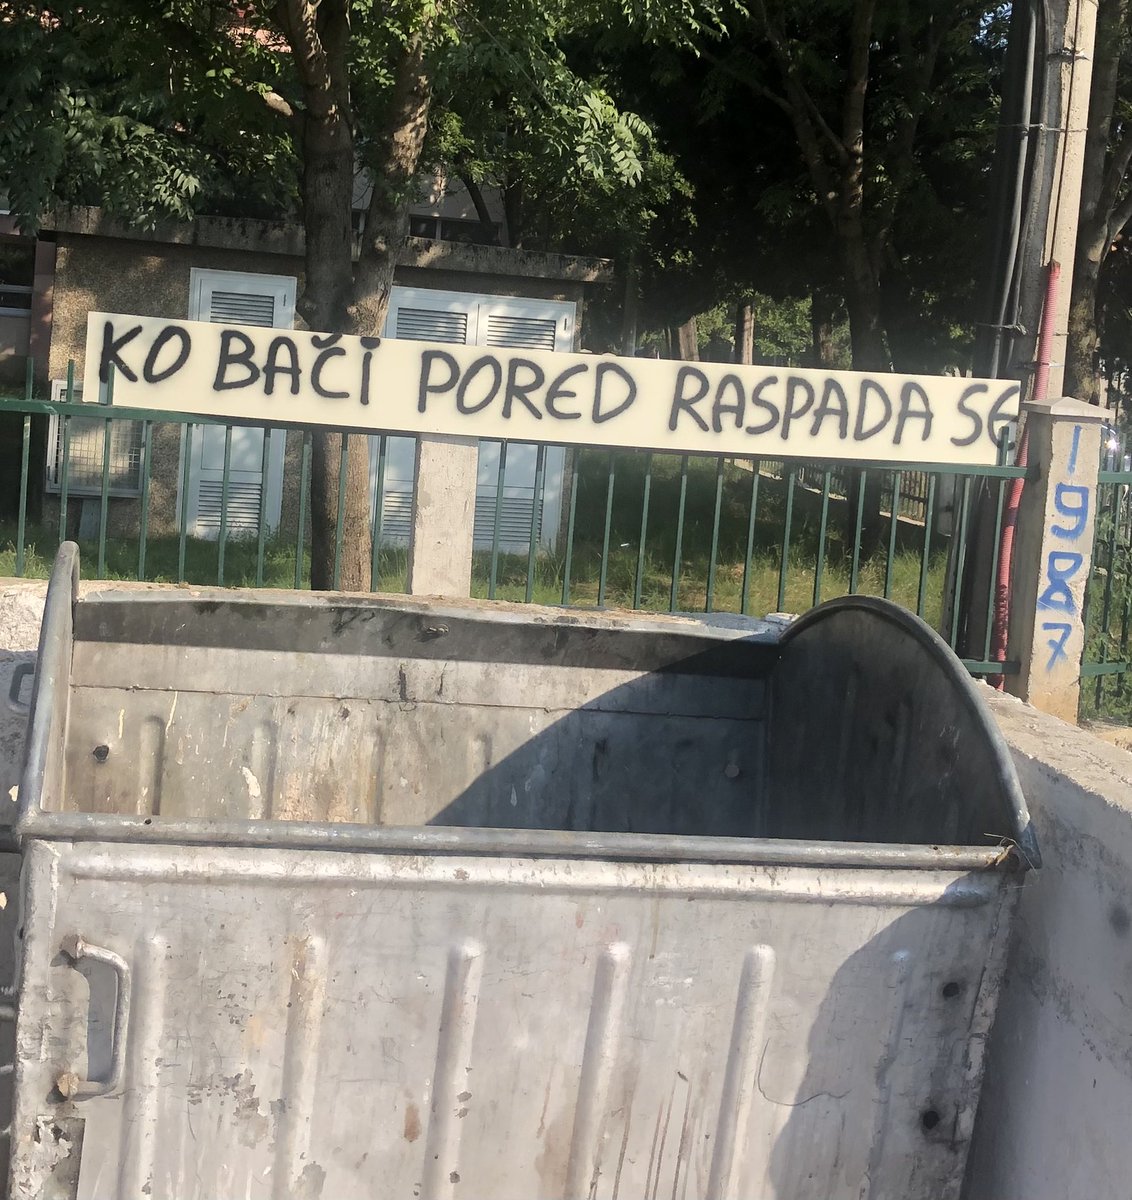 KO BAČI PORED RASPADA SE
1987